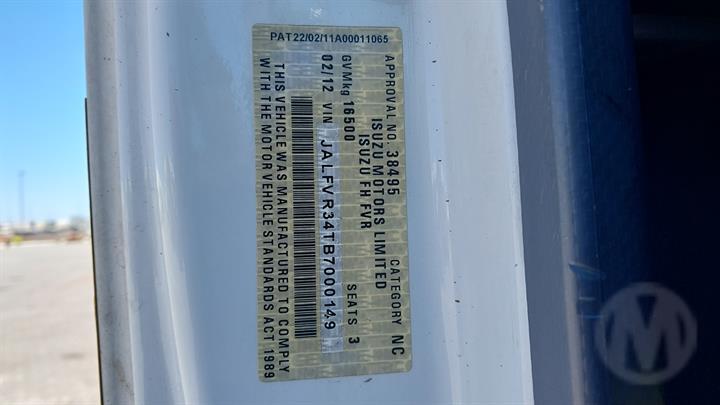 PAT22/02/11A00011065
APPROVAL NO. 38495 CATEGORY NC
ISUZU MOTORS LIMITED
ISUZU FH FVR
GVMkg 16500 SEATS 3
02/12 VIN JALFVR34TB7000149
THIS VEHICLE WAS MANUFACTURED TO COMPLY
WITH THE MOTOR VEHICLE STANDARDS ACT 1989
M